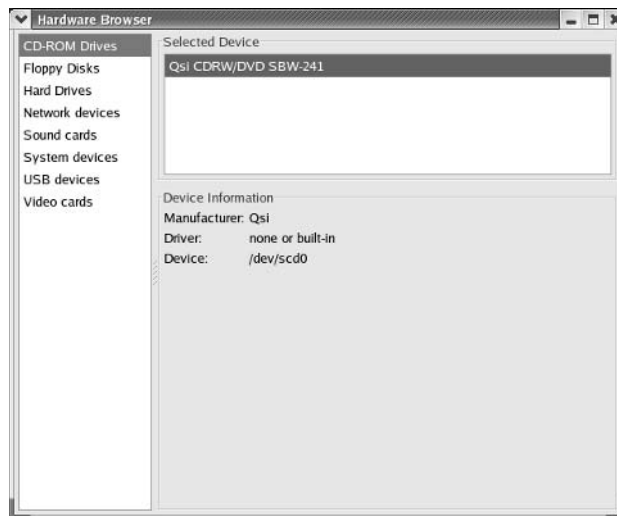 Hardware Browser
CD-ROM Drives
Floppy Disks
Hard Drives
Network devices
Sound cards
System devices
USB devices
Video cards
Selected Device
Qsi CDRW/DVD SBW-241
Device Information
Manufacturer: Qsi
Driver: none or built-in
Device: /dev/scd0